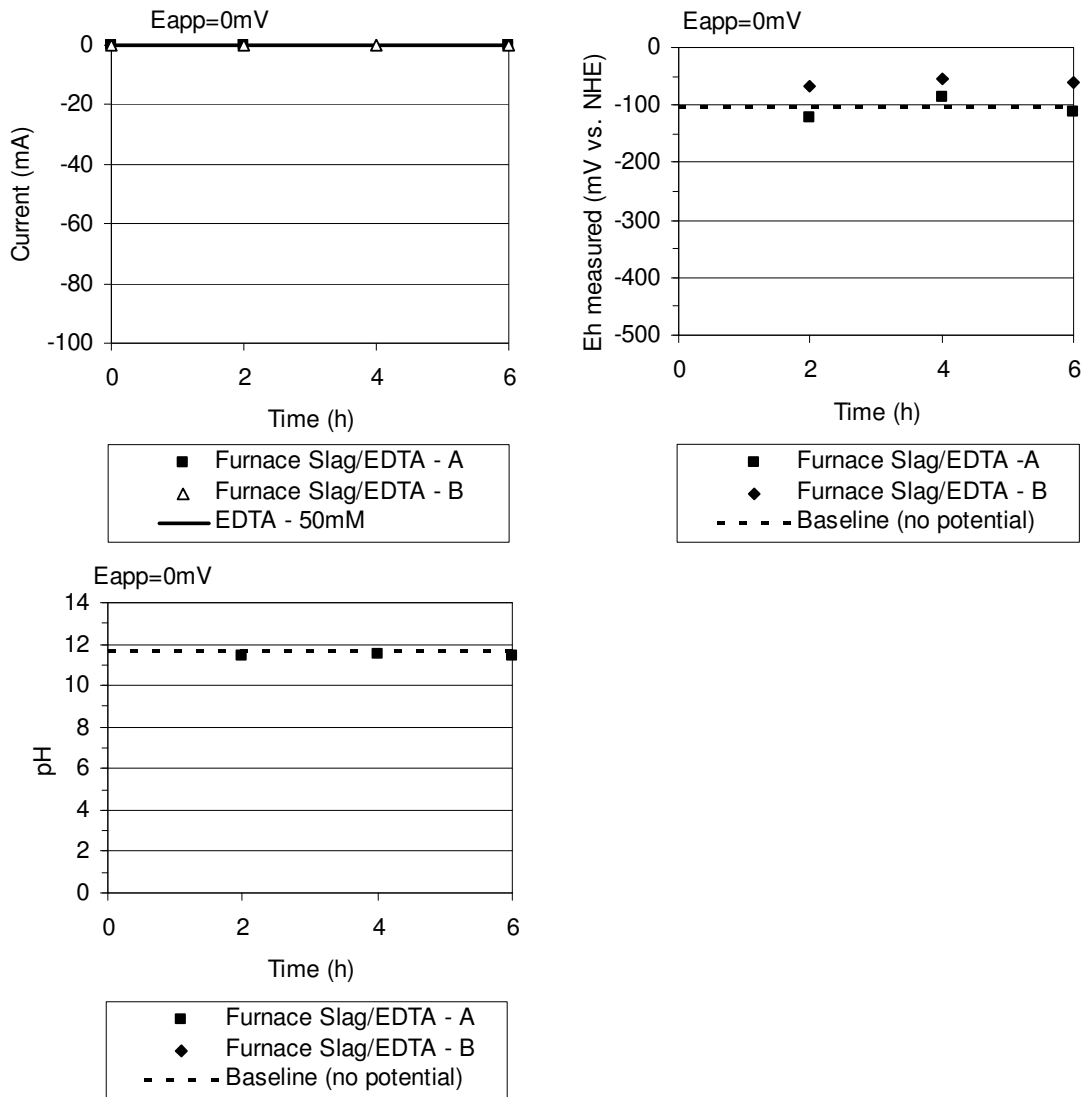 Eapp=0mV
0
-20
-40
-60
-80
-100
Current (mA)
0 2 4 6
Time (h)
Furnace Slag/EDTA - A
Furnace Slag/EDTA - B
EDTA - 50mM
Eapp=0mV
0
-100
-200
-300
-400
-500
Eh measured (mV vs. NHE)
0 2 4 6
Time (h)
Furnace Slag/EDTA -A
Furnace Slag/EDTA - B
Baseline (no potential)
Eapp=0mV
14
12
10
8
6
4
2
0
pH
0 2 4 6
Time (h)
Furnace Slag/EDTA - A
Furnace Slag/EDTA - B
Baseline (no potential)